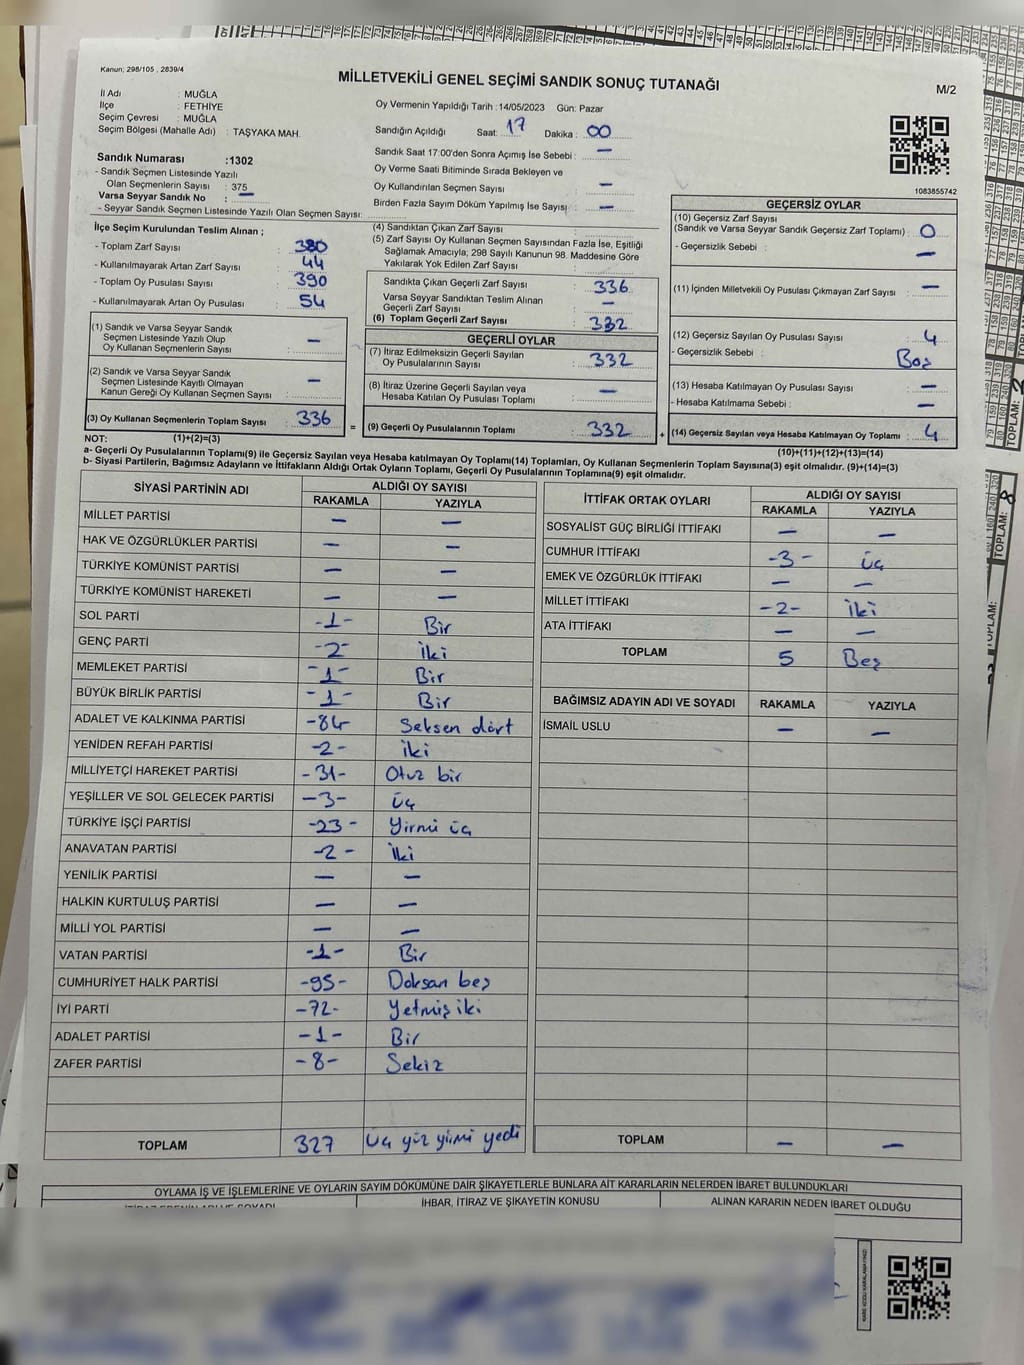 Kanun; 298/105 , 2839/4
MİLLETVEKİLİ GENEL SEÇİMİ SANDIK SONUÇ TUTANAĞI
M/2
İl Adı : MUĞLA
İlçe : FETHİYE
Seçim Çevresi : MUĞLA
Seçim Bölgesi (Mahalle Adı) : TAŞYAKA MAH.
Sandık Numarası :1302
- Sandık Seçmen Listesinde Yazılı
Olan Seçmenlerin Sayısı : 375
Varsa Seyyar Sandık No : —
- Seyyar Sandık Seçmen Listesinde Yazılı Olan Seçmen Sayısı:
Oy Vermenin Yapıldığı Tarih :14/05/2023 Gün: Pazar
Sandığın Açıldığı Saat: 17 Dakika : 00
Sandık Saat 17:00'den Sonra Açımış İse Sebebi : —
Oy Verme Saati Bitiminde Sırada Bekleyen ve
Oy Kullandırılan Seçmen Sayısı : —
Birden Fazla Sayım Döküm Yapılmış İse Sayısı : —
1083855742
İlçe Seçim Kurulundan Teslim Alınan ;
- Toplam Zarf Sayısı : 380
- Kullanılmayarak Artan Zarf Sayısı : 44
- Toplam Oy Pusulası Sayısı : 390
- Kullanılmayarak Artan Oy Pusulası : 54
(1) Sandık ve Varsa Seyyar Sandık
Seçmen Listesinde Yazılı Olup
Oy Kullanan Seçmenlerin Sayısı : —
(2) Sandık ve Varsa Seyyar Sandık
Seçmen Listesinde Kayıtlı Olmayan
Kanun Gereği Oy Kullanan Seçmen Sayısı : —
(3) Oy Kullanan Seçmenlerin Toplam Sayısı : 336
(4) Sandıktan Çıkan Zarf Sayısı :
(5) Zarf Sayısı Oy Kullanan Seçmen Sayısından Fazla İse, Eşitliği
Sağlamak Amacıyla, 298 Sayılı Kanunun 98. Maddesine Göre
Yakılarak Yok Edilen Zarf Sayısı :
Sandıkta Çıkan Geçerli Zarf Sayısı : 336
Varsa Seyyar Sandıktan Teslim Alınan
Geçerli Zarf Sayısı : —
(6) Toplam Geçerli Zarf Sayısı : 332
GEÇERLİ OYLAR
(7) İtiraz Edilmeksizin Geçerli Sayılan
Oy Pusulalarının Sayısı : 332
(8) İtiraz Üzerine Geçerli Sayılan veya
Hesaba Katılan Oy Pusulası Toplamı : —
= (9) Geçerli Oy Pusulalarının Toplamı : 332 +
GEÇERSİZ OYLAR
(10) Geçersiz Zarf Sayısı
(Sandık ve Varsa Seyyar Sandık Geçersiz Zarf Toplamı) : 0
- Geçersizlik Sebebi : —
(11) İçinden Milletvekili Oy Pusulası Çıkmayan Zarf Sayısı : —
(12) Geçersiz Sayılan Oy Pusulası Sayısı : 4
- Geçersizlik Sebebi : Boş
(13) Hesaba Katılmayan Oy Pusulası Sayısı : —
- Hesaba Katılmama Sebebi : —
(14) Geçersiz Sayılan veya Hesaba Katılmayan Oy Toplamı : 4
NOT: (1)+(2)=(3)
(10)+(11)+(12)+(13)=(14)
a- Geçerli Oy Pusulalarının Toplamı(9) ile Geçersiz Sayılan veya Hesaba katılmayan Oy Toplamı(14) Toplamları, Oy Kullanan Seçmenlerin Toplam Sayısına(3) eşit olmalıdır. (9)+(14)=(3)
b- Siyasi Partilerin, Bağımsız Adayların ve İttifakların Aldığı Ortak Oyların Toplamı, Geçerli Oy Pusulalarının Toplamına(9) eşit olmalıdır.
SİYASİ PARTİNİN ADI ALDIĞI OY SAYISI
RAKAMLA YAZIYLA
MİLLET PARTİSİ — —
HAK VE ÖZGÜRLÜKLER PARTİSİ — —
TÜRKİYE KOMÜNİST PARTİSİ — —
TÜRKİYE KOMÜNİST HAREKETİ — —
SOL PARTİ -1- Bir
GENÇ PARTİ -2- İki
MEMLEKET PARTİSİ -1- Bir
BÜYÜK BİRLİK PARTİSİ -1- Bir
ADALET VE KALKINMA PARTİSİ -84- Seksen dört
YENİDEN REFAH PARTİSİ -2- İki
MİLLİYETÇİ HAREKET PARTİSİ -31- Otuz bir
YEŞİLLER VE SOL GELECEK PARTİSİ -3- Üç
TÜRKİYE İŞÇİ PARTİSİ -23- Yirmi üç
ANAVATAN PARTİSİ -2- İki
YENİLİK PARTİSİ — —
HALKIN KURTULUŞ PARTİSİ — —
MİLLİ YOL PARTİSİ — —
VATAN PARTİSİ -1- Bir
CUMHURİYET HALK PARTİSİ -95- Doksan beş
İYİ PARTİ -72- Yetmiş iki
ADALET PARTİSİ -1- Bir
ZAFER PARTİSİ -8- Sekiz
TOPLAM 327 Üç yüz yirmi yedi
İTTİFAK ORTAK OYLARI ALDIĞI OY SAYISI
RAKAMLA YAZIYLA
SOSYALİST GÜÇ BİRLİĞİ İTTİFAKI — —
CUMHUR İTTİFAKI -3- Üç
EMEK VE ÖZGÜRLÜK İTTİFAKI — —
MİLLET İTTİFAKI -2- İki
ATA İTTİFAKI — —
TOPLAM 5 Beş
BAĞIMSIZ ADAYIN ADI VE SOYADI RAKAMLA YAZIYLA
İSMAİL USLU — —
TOPLAM — —
OYLAMA İŞ VE İŞLEMLERİNE VE OYLARIN SAYIM DÖKÜMÜNE DAİR ŞİKAYETLERLE BUNLARA AİT KARARLARIN NELERDEN İBARET BULUNDUKLARI
İHBAR, İTİRAZ VE ŞİKAYETİN KONUSU ALINAN KARARIN NEDEN İBARET OLDUĞU
TOPLAM: 2
TOPLAM: 8